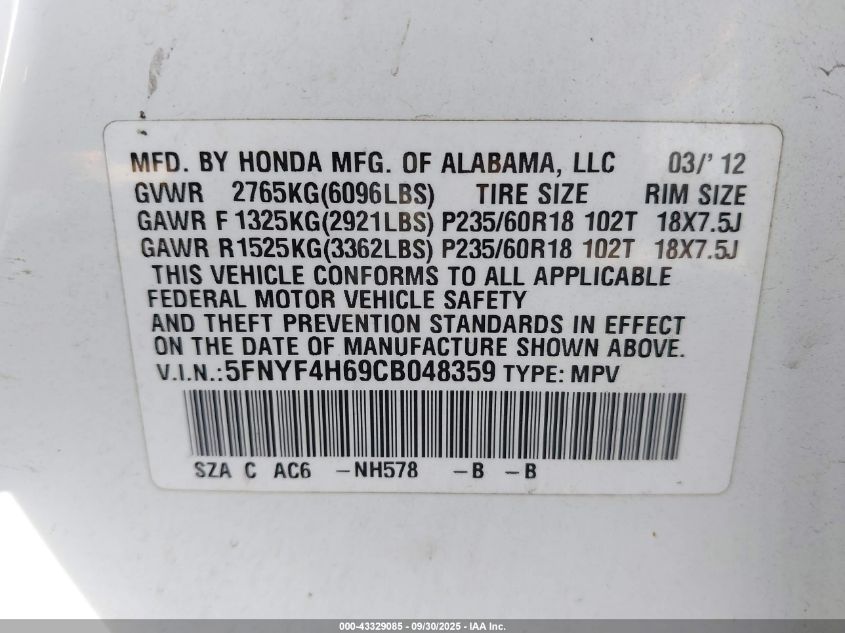 MFD. BY HONDA MFG. OF ALABAMA, LLC 03/' 12
GVWR 2765KG(6096LBS) TIRE SIZE RIM SIZE
GAWR F 1325KG(2921LBS) P235/60R18 102T 18X7.5J
GAWR R1525KG(3362LBS) P235/60R18 102T 18X7.5J
THIS VEHICLE CONFORMS TO ALL APPLICABLE
FEDERAL MOTOR VEHICLE SAFETY
AND THEFT PREVENTION STANDARDS IN EFFECT
ON THE DATE OF MANUFACTURE SHOWN ABOVE.
V.I.N.:5FNYF4H69CB048359 TYPE: MPV
SZA C AC6 -NH578 -B -B
000-43329085 - 09/30/2025 - IAA Inc.